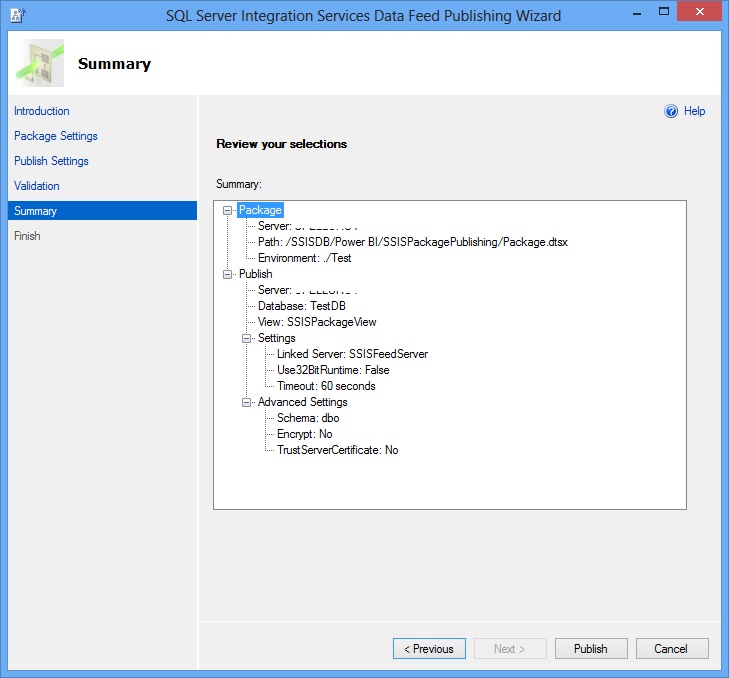 SQL Server Integration Services Data Feed Publishing Wizard
Summary
Introduction
Package Settings
Publish Settings
Validation
Summary
Finish
Help
Review your selections
Summary:
Package
Server:
Path: /SSISDB/Power BI/SSISPackagePublishing/Package.dtsx
Environment: ./Test
Publish
Server:
Database: TestDB
View: SSISPackageView
Settings
Linked Server: SSISFeedServer
Use32BitRuntime: False
Timeout: 60 seconds
Advanced Settings
Schema: dbo
Encrypt: No
TrustServerCertificate: No
< Previous
Next >
Publish
Cancel